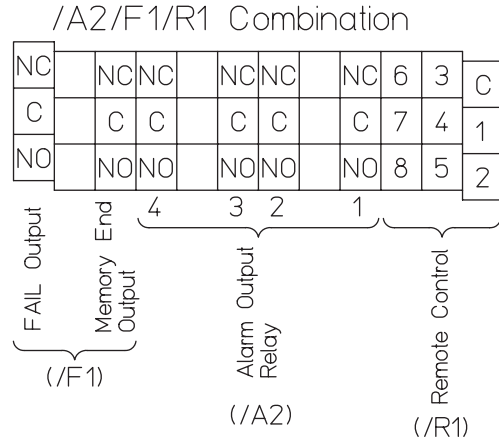 /A2/F1/R1 Combination
NC NC NC NC NC NC 6 3 C
C C C C C C 7 4 1
NO NO NO NO NO NO 8 5 2
4 3 2 1
FAIL Output
Memory End
Output
Alarm Output
Relay
Remote Control
(/F1)
(/A2)
(/R1)